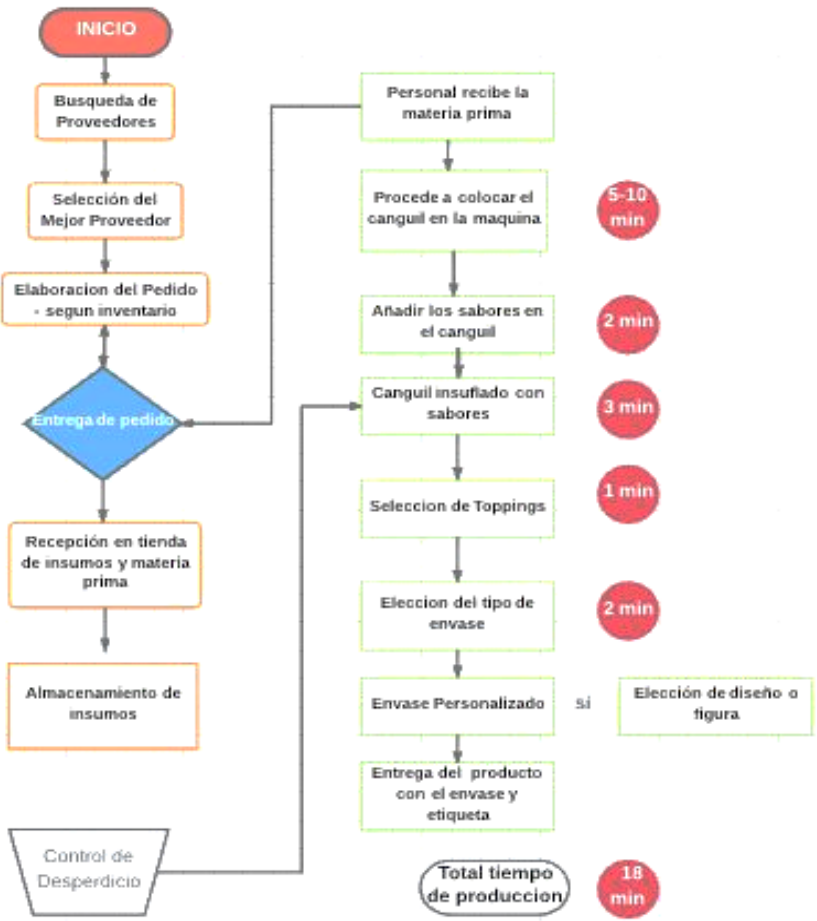 INICIO
Busqueda de
Proveedores
Selección del
Mejor Proveedor
Elaboracion del Pedido
- segun inventario
Entrega de pedido
Recepción en tienda
de insumos y materia
prima
Almacenamiento de
insumos
Control de
Desperdicio
Personal recibe la
materia prima
Procede a colocar el
canguil en la maquina
5-10
min
Añadir los sabores en
el canguil
2 min
Canguil insuflado con
sabores
3 min
Seleccion de Toppings
1 min
Eleccion del tipo de
envase
2 min
Envase Personalizado
si
Elección de diseño o
figura
Entrega del producto
con el envase y
etiqueta
Total tiempo
de produccion
18
min